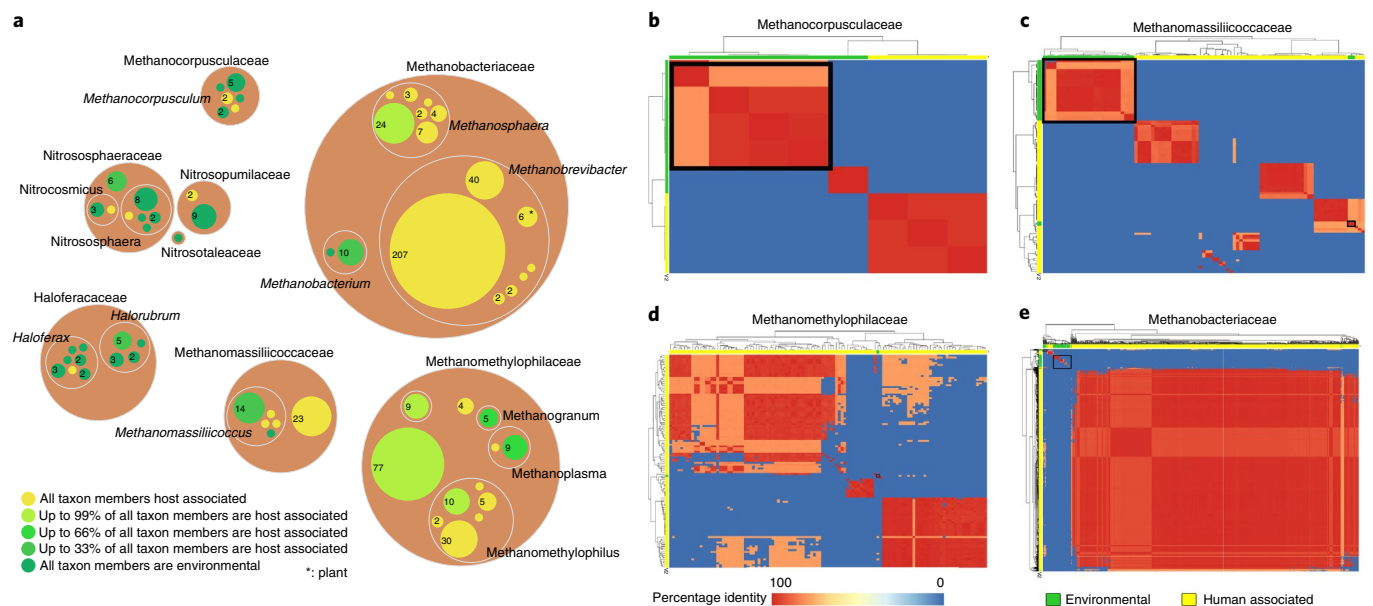 a
Methanocorpusculaceae
5
Methanocorpusculum
2
2
Nitrososphaeraceae
6
Nitrocosmicus
8
3
2
Nitrososphaera
Nitrosopumilaceae
2
9
Nitrosotaleaceae
Methanobacteriaceae
3
24
2
4
7
Methanosphaera
Methanobrevibacter
40
6
*
207
10
2
2
Methanobacterium
Haloferacaceae
Halorubrum
Haloferax
5
2
3
2
3
2
Methanomassiliicoccaceae
14
23
Methanomassiliicoccus
Methanomethylophilaceae
9
4
5
Methanogranum
9
Methanoplasma
77
10
5
2
30
Methanomethylophilus
All taxon members host associated
Up to 99% of all taxon members are host associated
Up to 66% of all taxon members are host associated
Up to 33% of all taxon members are host associated
All taxon members are environmental
*: plant
b
Methanocorpusculaceae
V2
c
Methanomassiliicoccaceae
V2
d
Methanomethylophilaceae
V2
e
Methanobacteriaceae
V2
100
0
Percentage identity
Environmental
Human associated